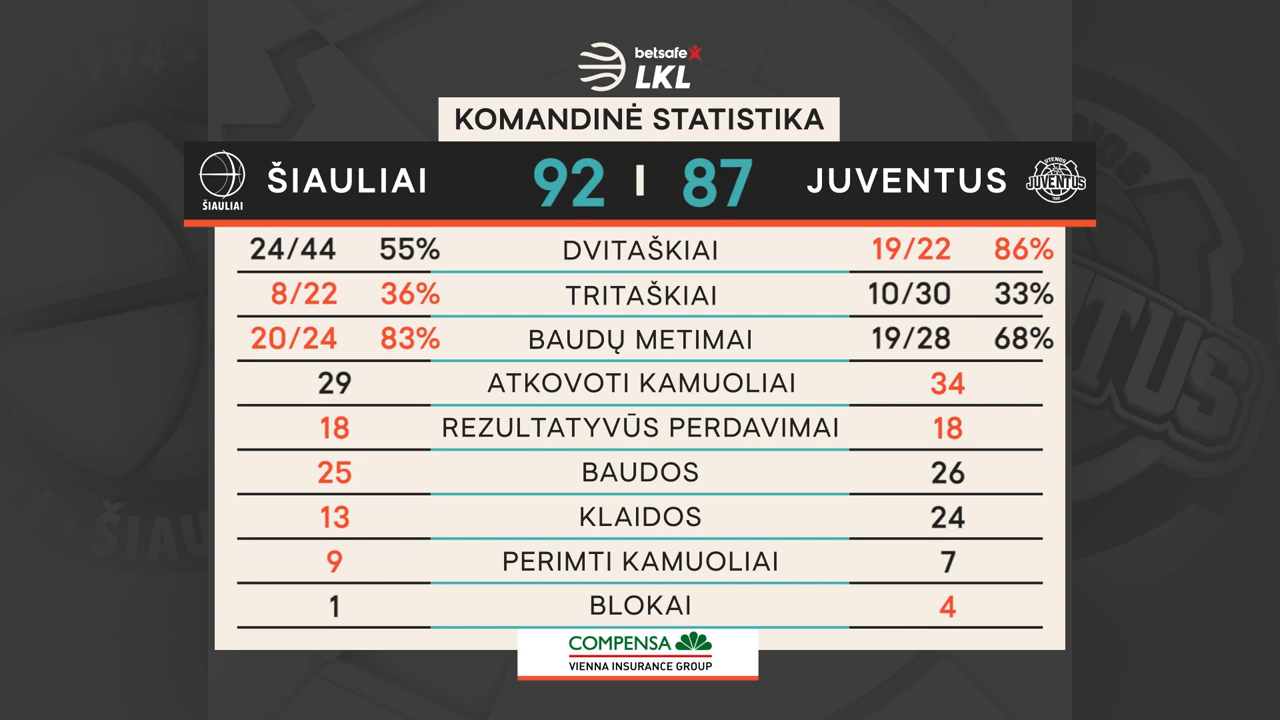 betsafe
LKL
KOMANDINĖ STATISTIKA
ŠIAULIAI
ŠIAULIAI 92 | 87 JUVENTUS
UTENOS
JUVENTUS
24/44 55% DVITAŠKIAI 19/22 86%
8/22 36% TRITAŠKIAI 10/30 33%
20/24 83% BAUDŲ METIMAI 19/28 68%
29 ATKOVOTI KAMUOLIAI 34
18 REZULTATYVŪS PERDAVIMAI 18
25 BAUDOS 26
13 KLAIDOS 24
9 PERIMTI KAMUOLIAI 7
1 BLOKAI 4
COMPENSA
VIENNA INSURANCE GROUP